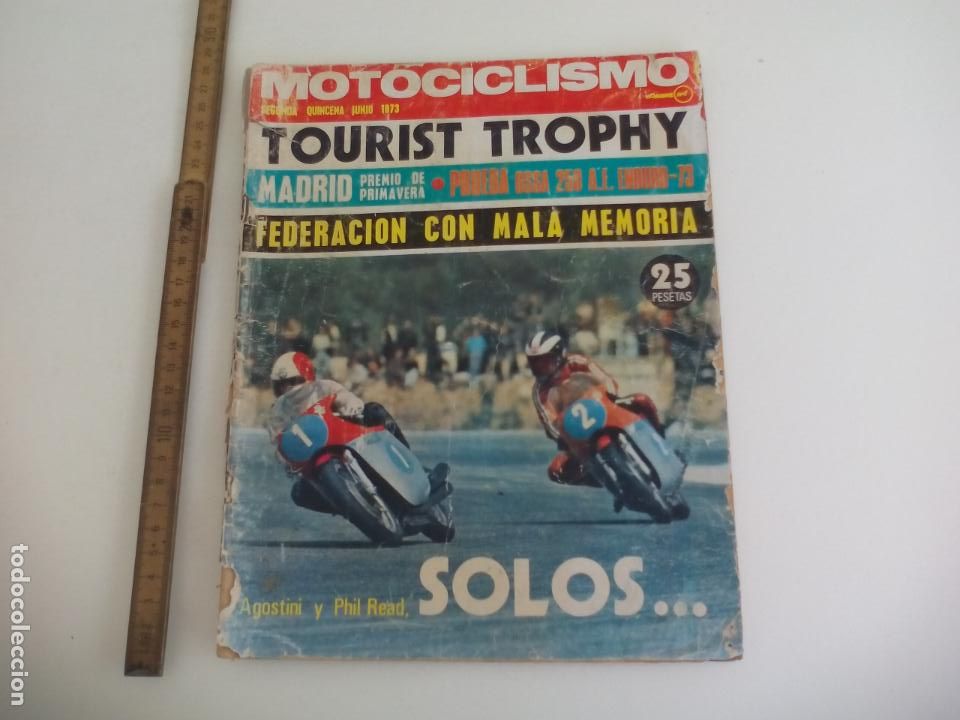 MOTOCICLISMO
SEGUNDA QUINCENA JUNIO 1973
TOURIST TROPHY
MADRID PREMIO DE PRIMAVERA • PRUEBA OSSA 250 A.E. ENDURO-73
FEDERACION CON MALA MEMORIA
25
PESETAS
1
2
Agostini y Phil Read, SOLOS...
todocoleccion